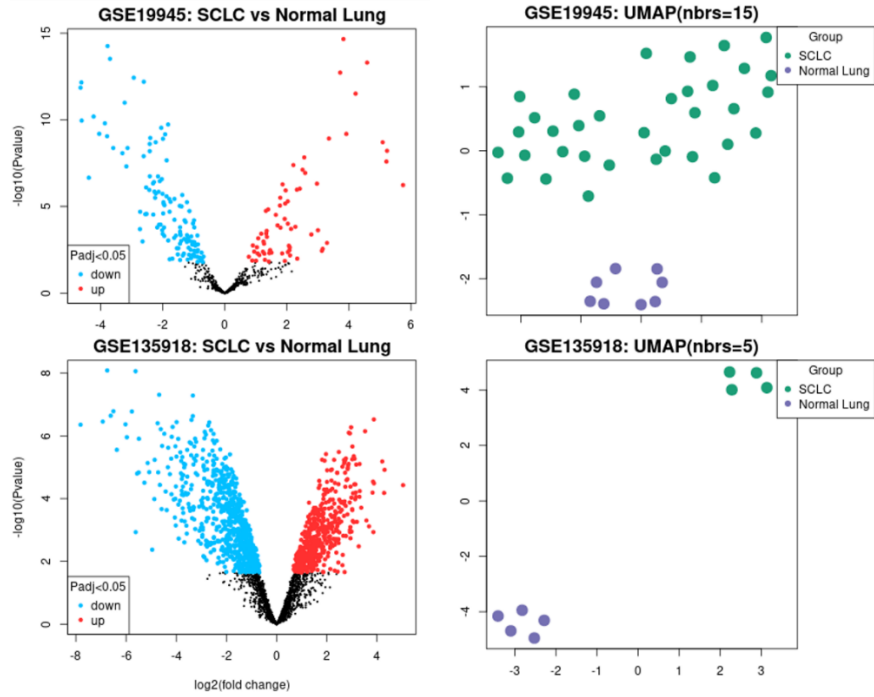 GSE19945: SCLC vs Normal Lung
-log10(Pvalue)
15
10
5
0
Padj<0.05
down
up
-4
-2
0
2
4
6
GSE19945: UMAP(nbrs=15)
Group
SCLC
Normal Lung
1
0
-1
-2
GSE135918: SCLC vs Normal Lung
-log10(Pvalue)
8
6
4
2
0
Padj<0.05
down
up
-8
-6
-4
-2
0
2
4
log2(fold change)
GSE135918: UMAP(nbrs=5)
Group
SCLC
Normal Lung
4
2
0
-2
-4
-3
-2
-1
0
1
2
3